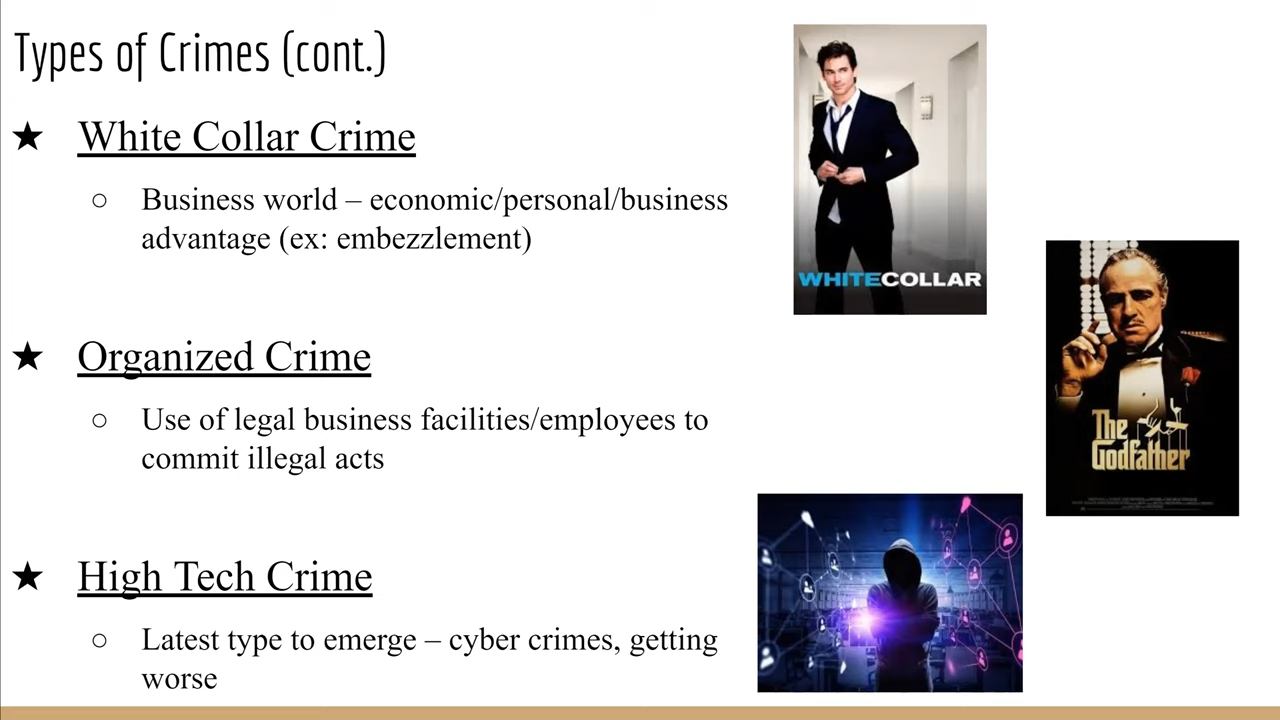 Types of Crimes (cont.)
★ White Collar Crime
○ Business world – economic/personal/business
advantage (ex: embezzlement)
★ Organized Crime
○ Use of legal business facilities/employees to
commit illegal acts
★ High Tech Crime
○ Latest type to emerge – cyber crimes, getting
worse
WHITECOLLAR
The
Godfather